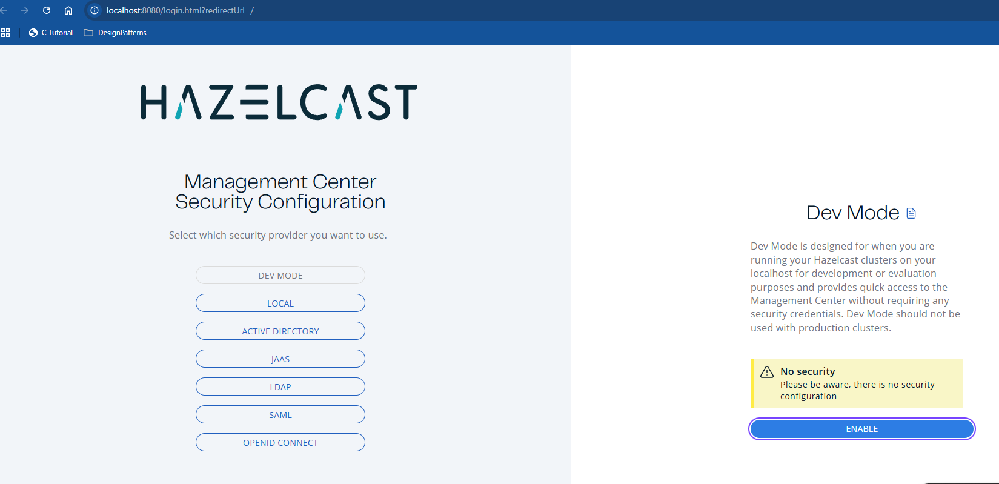 localhost:8080/login.html?redirectUrl=/
C Tutorial
DesignPatterns
HAZELCAST
Management Center
Security Configuration
Select which security provider you want to use.
DEV MODE
LOCAL
ACTIVE DIRECTORY
JAAS
LDAP
SAML
OPENID CONNECT
Dev Mode
Dev Mode is designed for when you are
running your Hazelcast clusters on your
localhost for development or evaluation
purposes and provides quick access to the
Management Center without requiring any
security credentials. Dev Mode should not be
used with production clusters.
No security
Please be aware, there is no security
configuration
ENABLE